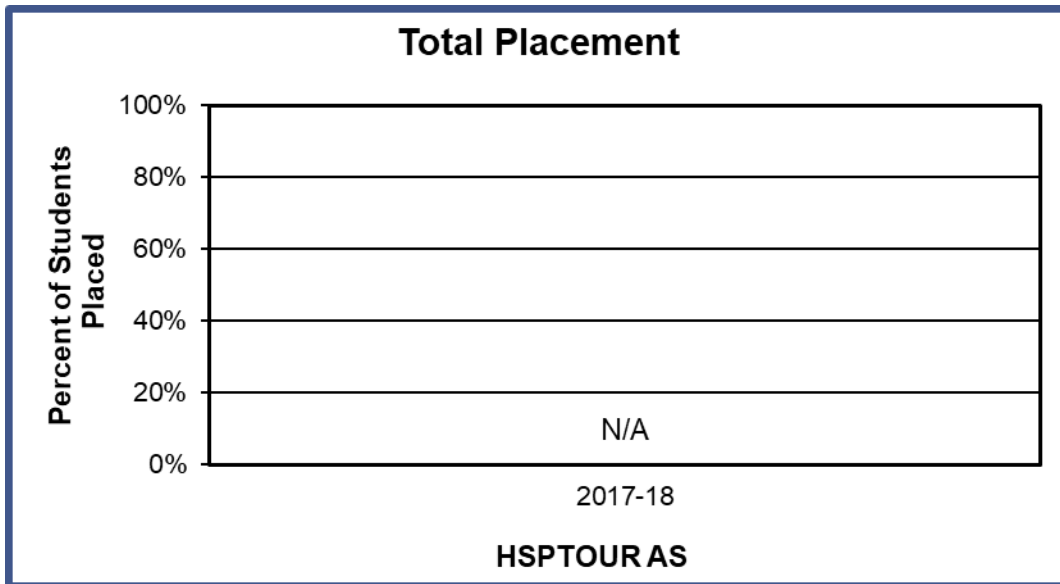 Total Placement
Percent of Students
Placed
100%
80%
60%
40%
20%
0%
N/A
2017-18
HSPTOUR AS